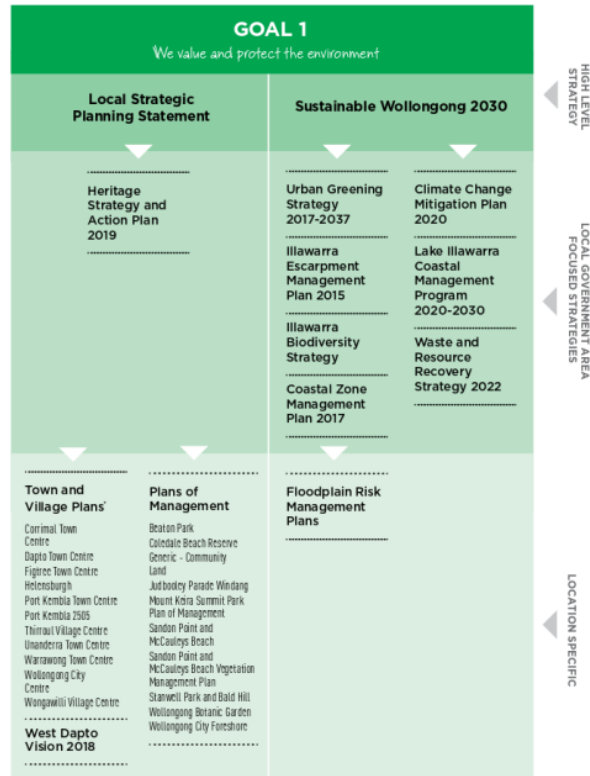 GOAL 1
We value and protect the environment
Local Strategic
Planning Statement
Sustainable Wollongong 2030
HIGH LEVEL
STRATEGY
Heritage
Strategy and
Action Plan
2019
Urban Greening
Strategy
2017-2037
Illawarra
Escarpment
Management
Plan 2015
Illawarra
Biodiversity
Strategy
Coastal Zone
Management
Plan 2017
Climate Change
Mitigation Plan
2020
Lake Illawarra
Coastal
Management
Program
2020-2030
Waste and
Resource
Recovery
Strategy 2022
LOCAL GOVERNMENT AREA
FOCUSED STRATEGIES
Town and
Village Plans*
Corrimal Town
Centre
Dapto Town Centre
Figtree Town Centre
Helensburgh
Port Kembla Town Centre
Port Kembla 2505
Thirroul Village Centre
Unanderra Town Centre
Warrawong Town Centre
Wollongong City
Centre
Wongawilli Village Centre
West Dapto
Vision 2018
Plans of
Management
Beaton Park
Coledale Beach Reserve
Generic - Community
Land
Judbooley Parade Windang
Mount Keira Summit Park
Plan of Management
Sandon Point and
McCauleys Beach
Sandon Point and
McCauleys Beach Vegetation
Management Plan
Stanwell Park and Bald Hill
Wollongong Botanic Garden
Wollongong City Foreshore
Floodplain Risk
Management
Plans
LOCATION SPECIFIC